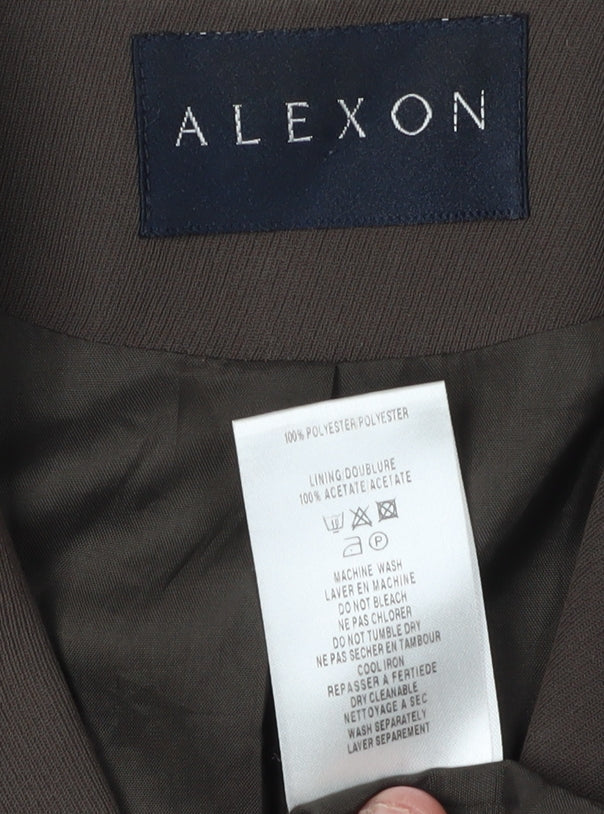 ALEXON
100% POLYESTER/POLYESTER
LINING/DOUBLURE
100% ACETATE/ACETATE
P
MACHINE WASH
LAVER EN MACHINE
DO NOT BLEACH
NE PAS CHLORER
DO NOT TUMBLE DRY
NE PAS SECHER EN TAMBOUR
COOL IRON
REPASSER A FERTIEDE
DRY CLEANABLE
NETTOYAGE A SEC
WASH SEPARATELY
LAVER SEPAREMENT